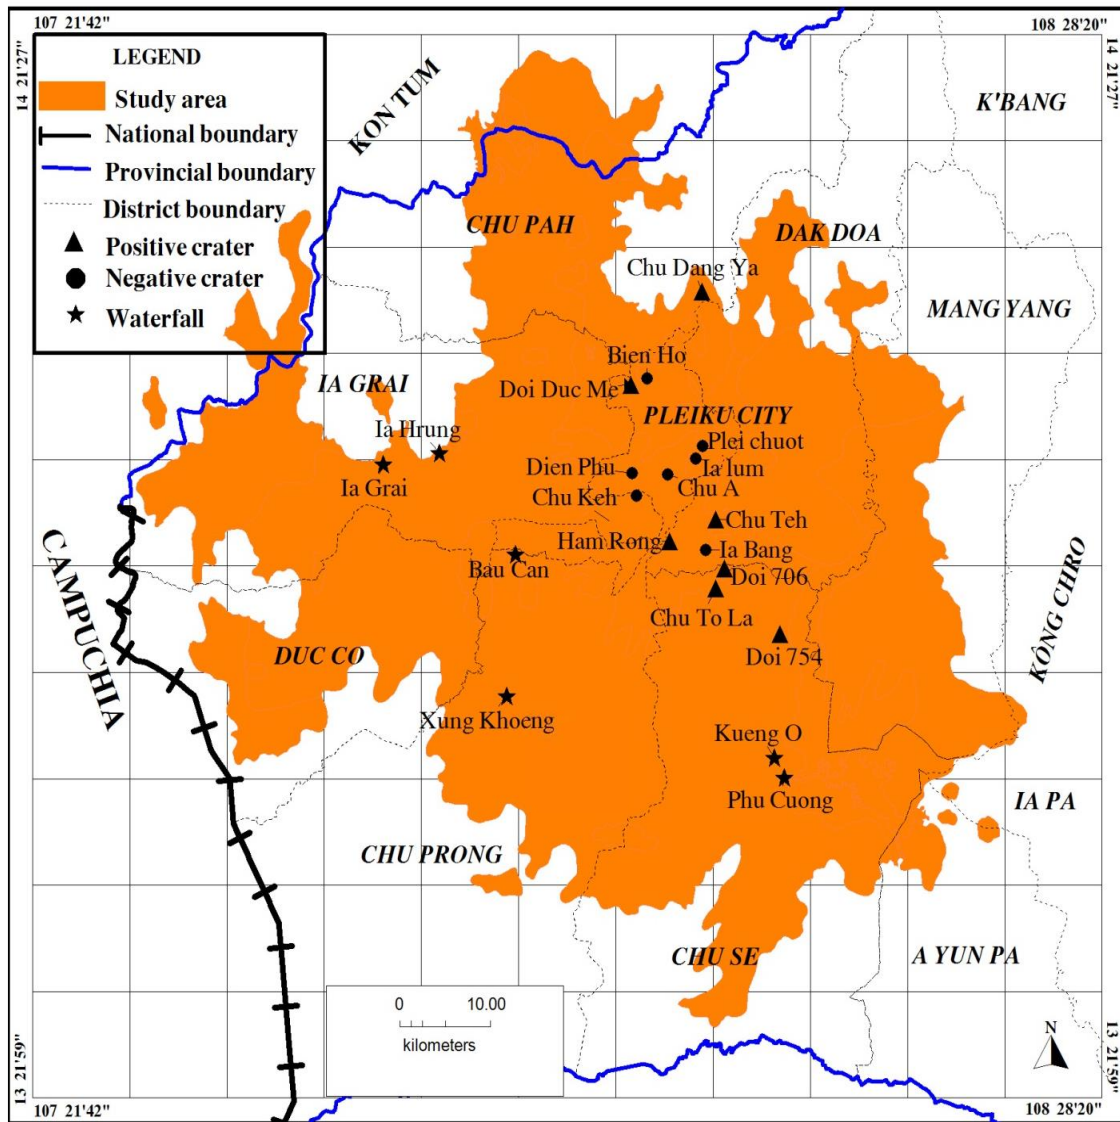 107 21'42"
108 28'20"
14 21'27"
14 21'27"
LEGEND
Study area
National boundary
Provincial boundary
District boundary
Positive crater
Negative crater
Waterfall
KON TUM
K'BANG
CHU PAH
DAK DOA
Chu Dang Ya
MANG YANG
Bien Ho
IA GRAI
Doi Duc Me
PLEIKU CITY
Ia Hrung
Plei chuot
Ia Grai
Dien Phu
Ia lum
Chu A
Chu Keh
Chu Teh
Ham Rong
Ia Bang
Bau Can
Doi 706
CAMPUCHIA
Chu To La
KÔNG CHRO
DUC CO
Doi 754
Xung Khoeng
Kueng O
Phu Cuong
IA PA
CHU PRONG
CHU SE
A YUN PA
0 10.00
kilometers
N
13 21'59"
13 21'59"
107 21'42"
108 28'20"